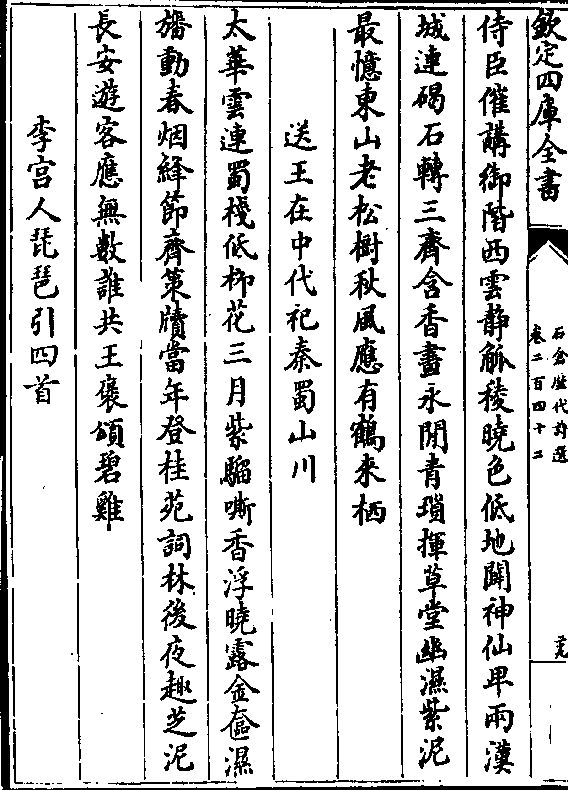 欽定四庫全書
石倉歷代詩選
卷二百四十二
侍臣催講御階西雲靜觚稜曉色低地闢神仙卑兩漢
城連碣石轉三齊含香晝永閒青瑣揮草堂幽濕紫泥
最憶東山老松樹秋風應有鶴來栖
送王在中代祀秦蜀山川
太華雲連蜀棧低栁花三月紫騮嘶香浮曉露金奩濕
旛動春烟絳節齊策牘當年登桂苑詞林後夜趣芝泥
長安遊客應無數誰共王褒頌碧雞
李宫人琵琶引四首